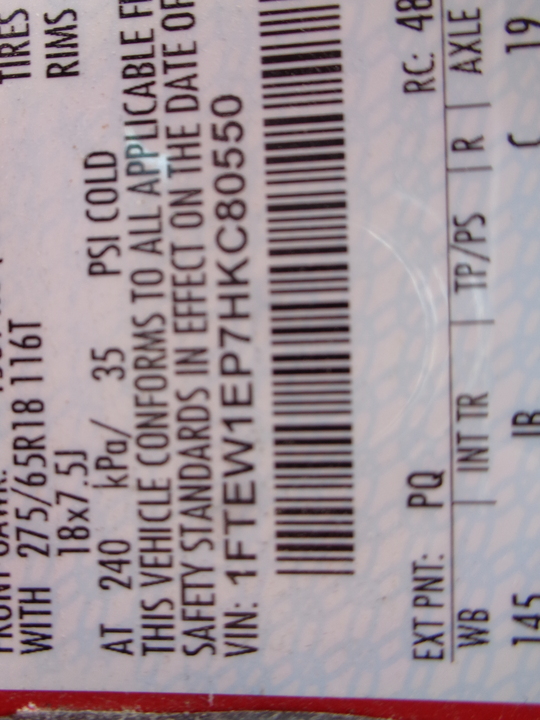 TIRES
RIMS
WITH 275/65R18 116T
18x7.5J
AT 240 kPa/ 35 PSI COLD
THIS VEHICLE CONFORMS TO ALL APPLICABLE F
SAFETY STANDARDS IN EFFECT ON THE DATE OF
VIN: 1FTEW1EP7HKC80550
EXT PNT: PQ RC: 48
WB | INT TR | TP/PS | R | AXLE
145 19